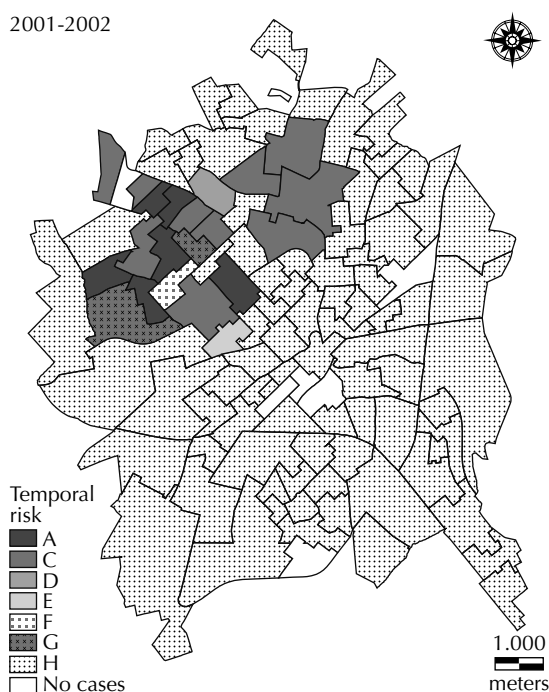 2001-2002
Temporal
risk
A
C
D
E
F
G
H
No cases
1.000
meters